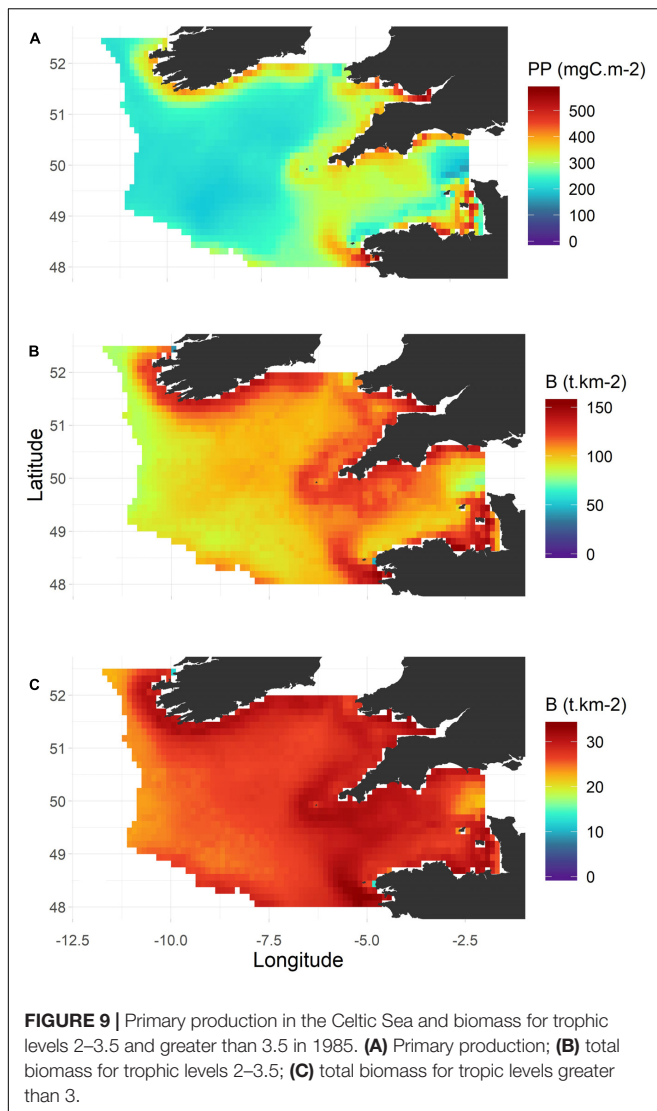 A
PP (mgC.m-2)
52
51
50
49
48
500
400
300
200
100
0
B
B (t.km-2)
52
51
50
49
48
150
100
50
0
Latitude
C
B (t.km-2)
52
51
50
49
48
30
20
10
0
-12.5 -10.0 -7.5 -5.0 -2.5
Longitude
FIGURE 9 | Primary production in the Celtic Sea and biomass for trophic
levels 2–3.5 and greater than 3.5 in 1985. (A) Primary production; (B) total
biomass for trophic levels 2–3.5; (C) total biomass for tropic levels greater
than 3.